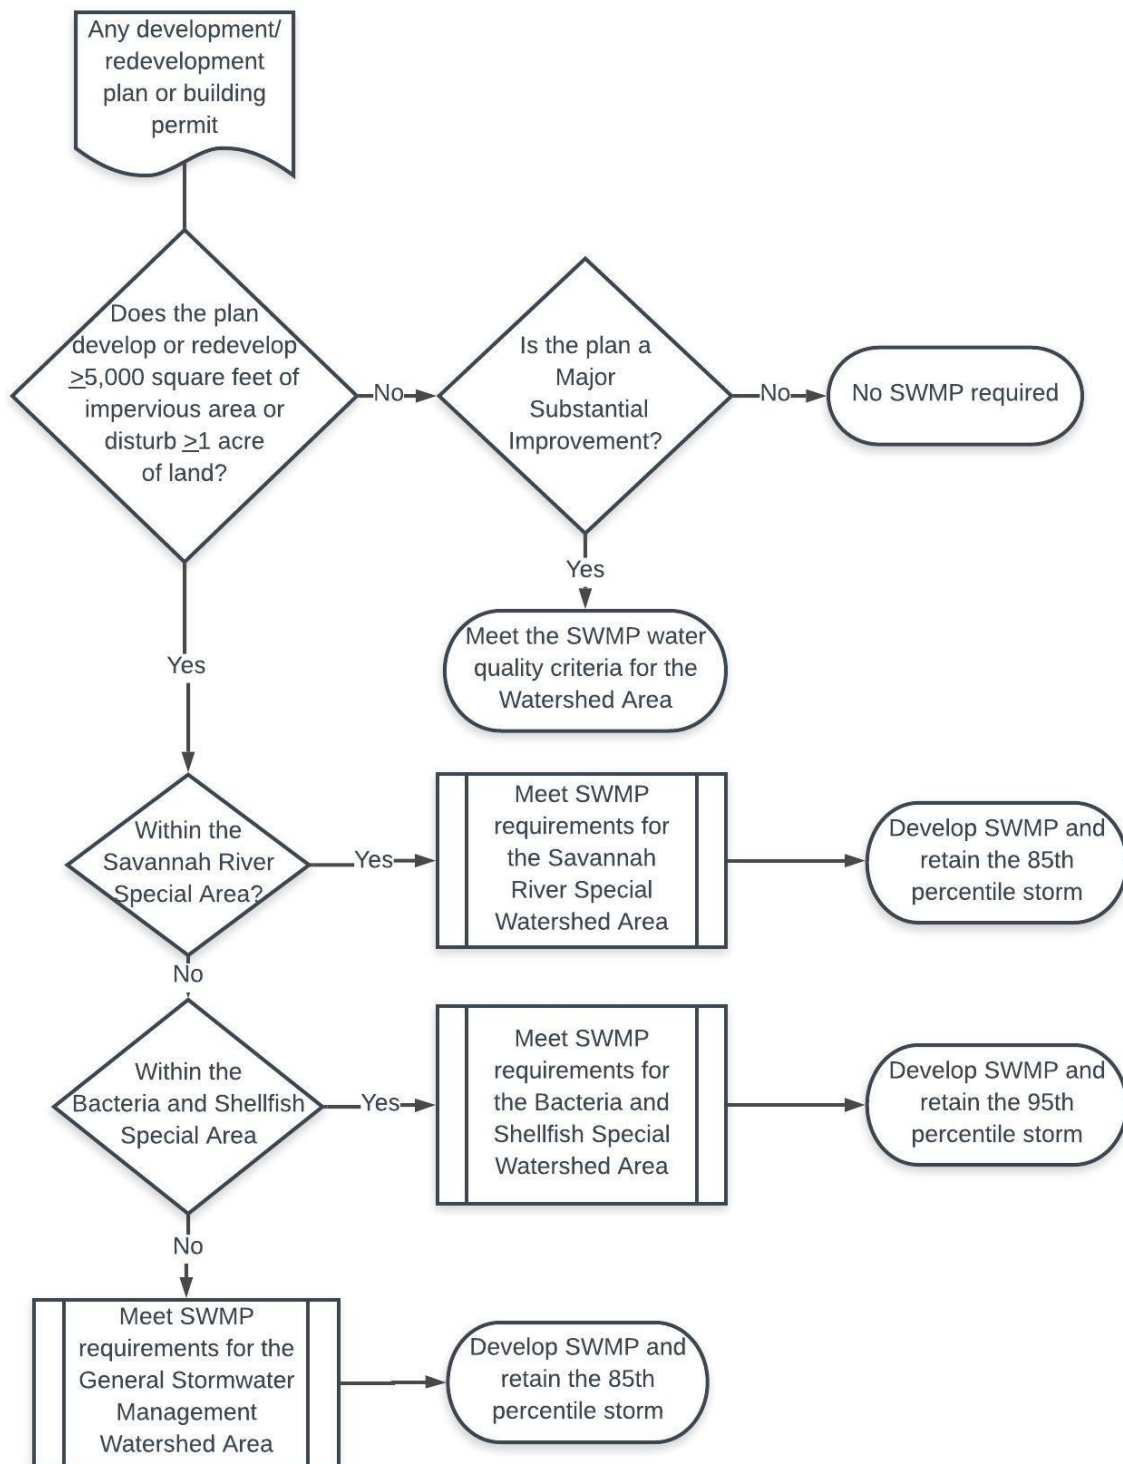 Any development/
redevelopment
plan or building
permit
Does the plan
develop or redevelop
≥5,000 square feet of
impervious area or
disturb ≥1 acre
of land?
No
Is the plan a
Major
Substantial
Improvement?
No
No SWMP required
Yes
Meet the SWMP water
quality criteria for the
Watershed Area
Yes
Within the
Savannah River
Special Area?
Yes
Meet SWMP
requirements for
the Savannah
River Special
Watershed Area
Develop SWMP and
retain the 85th
percentile storm
No
Within the
Bacteria and Shellfish
Special Area
Yes
Meet SWMP
requirements for
the Bacteria and
Shellfish Special
Watershed Area
Develop SWMP and
retain the 95th
percentile storm
No
Meet SWMP
requirements for the
General Stormwater
Management
Watershed Area
Develop SWMP and
retain the 85th
percentile storm